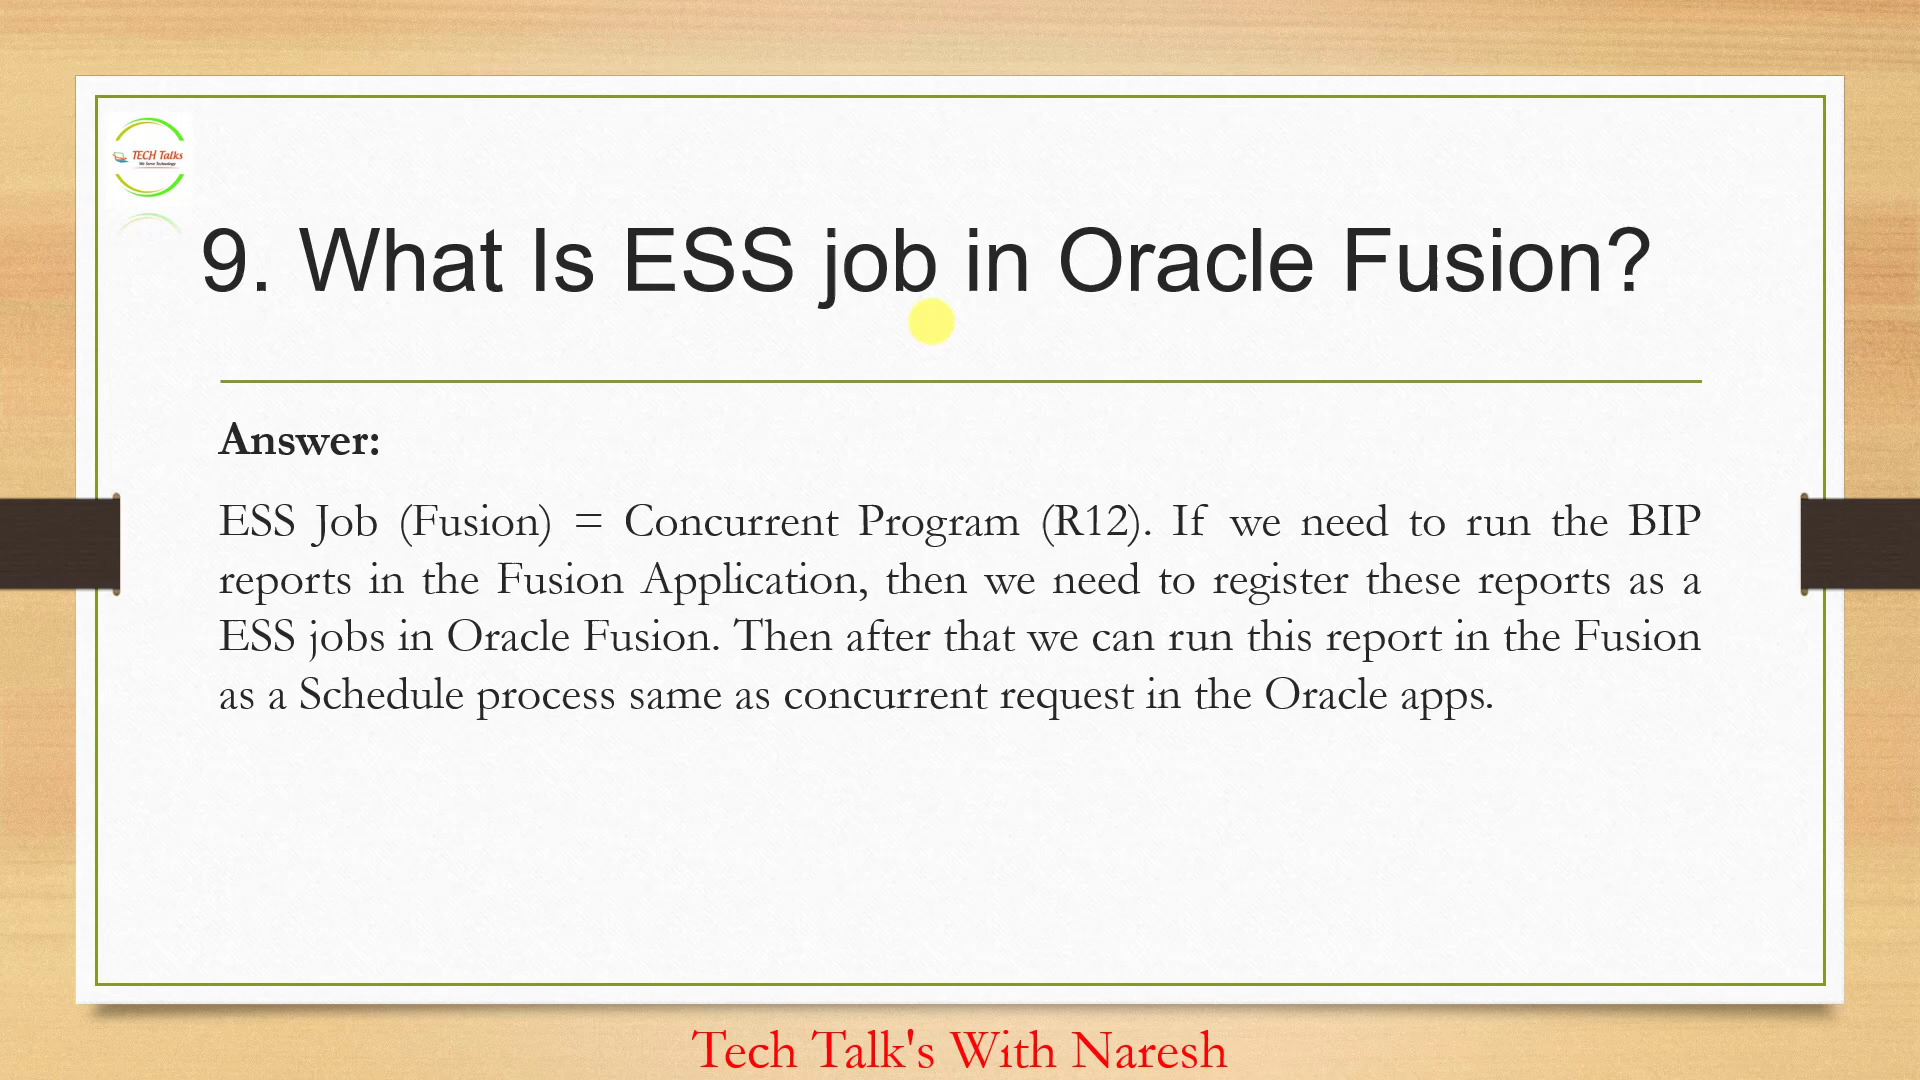 TECH Talks
We Serve Technology
9. What Is ESS job in Oracle Fusion?
Answer:
ESS Job (Fusion) = Concurrent Program (R12). If we need to run the BIP
reports in the Fusion Application, then we need to register these reports as a
ESS jobs in Oracle Fusion. Then after that we can run this report in the Fusion
as a Schedule process same as concurrent request in the Oracle apps.
Tech Talk's With Naresh